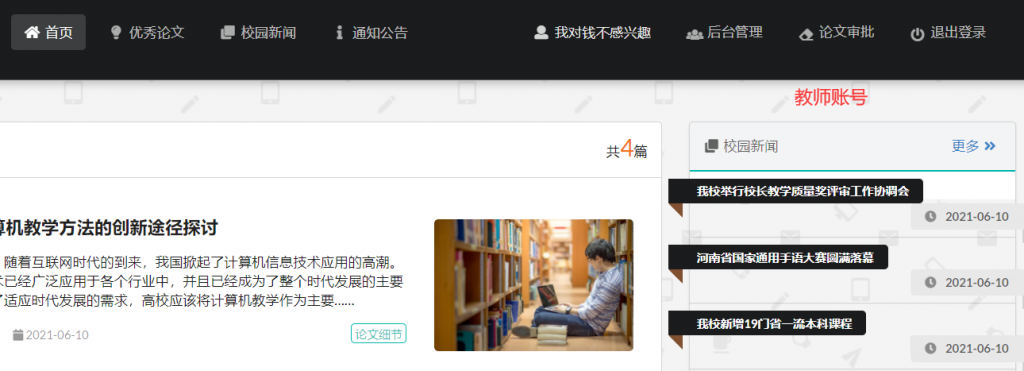 首页 优秀论文 校园新闻 通知公告 我对钱不感兴趣 后台管理 论文审批 退出登录
教师账号
共4篇
机教学方法的创新途径探讨
随着互联网时代的到来，我国掀起了计算机信息技术应用的高潮。
已经广泛应用于各个行业中，并且已经成为了整个时代发展的主要
适应时代发展的需求，高校应该将计算机教学作为主要......
2021-06-10 论文细节
校园新闻 更多
我校举行校长教学质量奖评审工作协调会
2021-06-10
河南省国家通用手语大赛圆满落幕
2021-06-10
我校新增19门省一流本科课程
2021-06-10